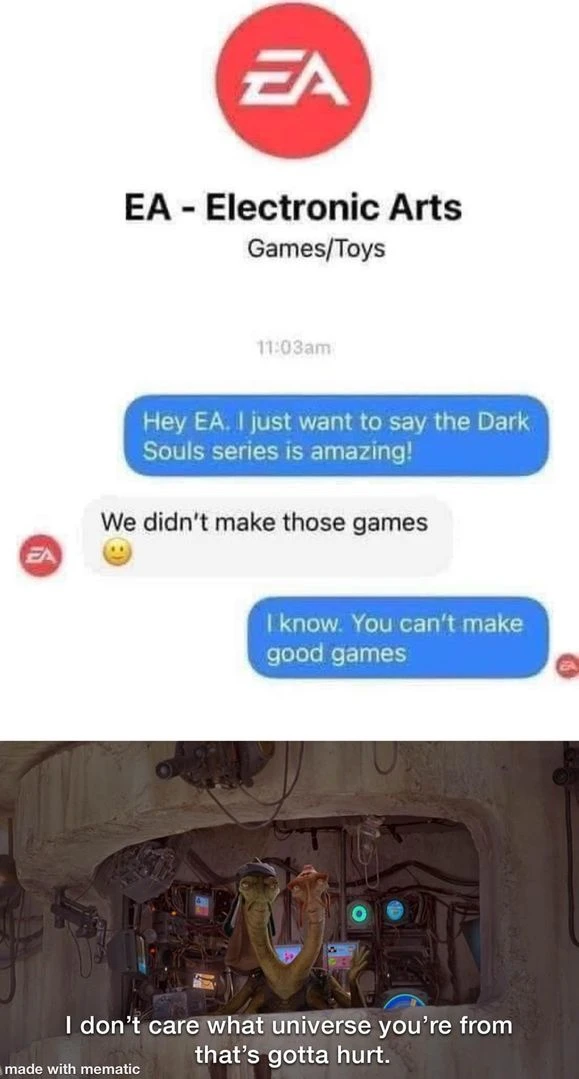 EA
EA - Electronic Arts
Games/Toys
11:03am
Hey EA. I just want to say the Dark
Souls series is amazing!
We didn't make those games
🙂
EA
I know. You can't make
good games
EA
I don't care what universe you're from
that's gotta hurt.
made with mematic